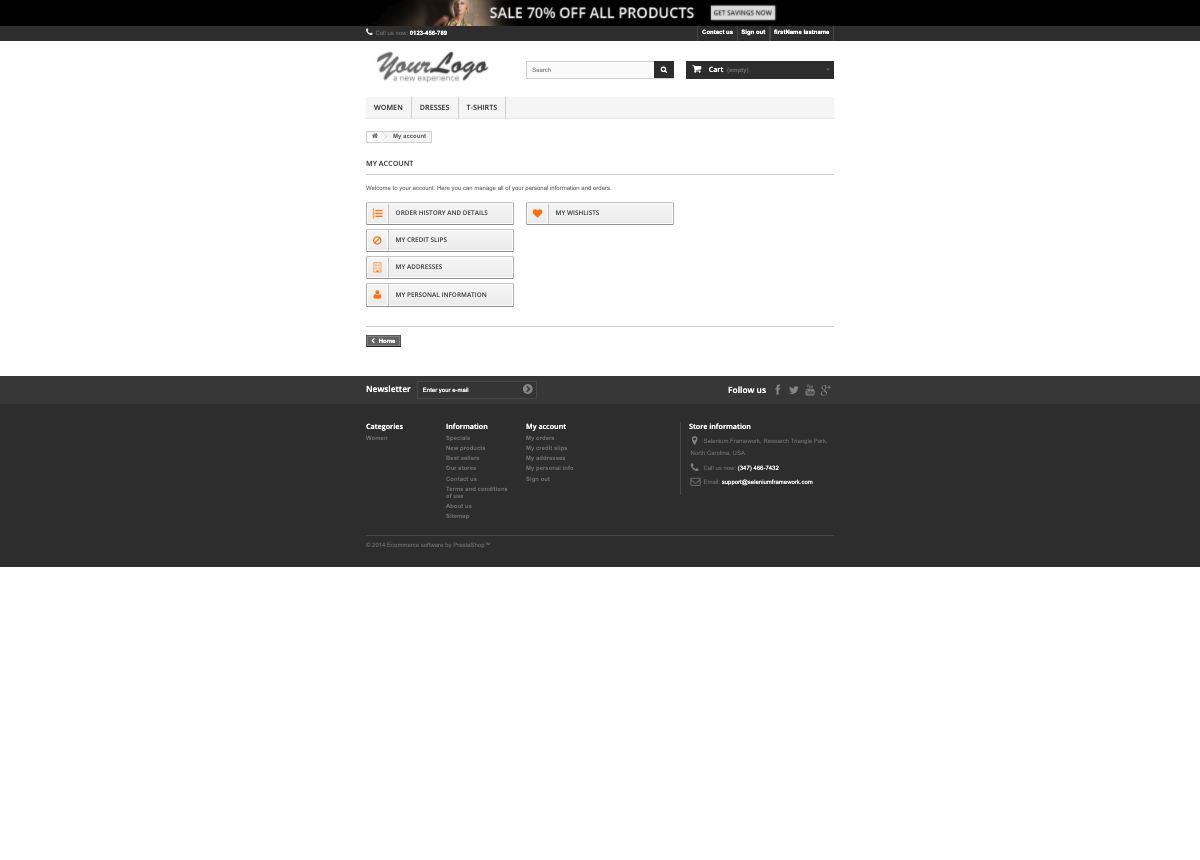 SALE 70% OFF ALL PRODUCTS GET SAVINGS NOW
Call us now: 0123-456-789
Contact us Sign out firstName lastname
YourLogo
a new experience
Search
Cart (empty)
WOMEN DRESSES T-SHIRTS
My account
MY ACCOUNT
Welcome to your account. Here you can manage all of your personal information and orders.
ORDER HISTORY AND DETAILS
MY CREDIT SLIPS
MY ADDRESSES
MY PERSONAL INFORMATION
MY WISHLISTS
Home
Newsletter Enter your e-mail
Follow us
Categories
Women
Information
Specials
New products
Best sellers
Our stores
Contact us
Terms and conditions
of use
About us
Sitemap
My account
My orders
My credit slips
My addresses
My personal info
Sign out
Store information
Selenium Framework, Research Triangle Park,
North Carolina, USA
Call us now: (347) 466-7432
Email: support@seleniumframework.com
© 2014 Ecommerce software by PrestaShop™